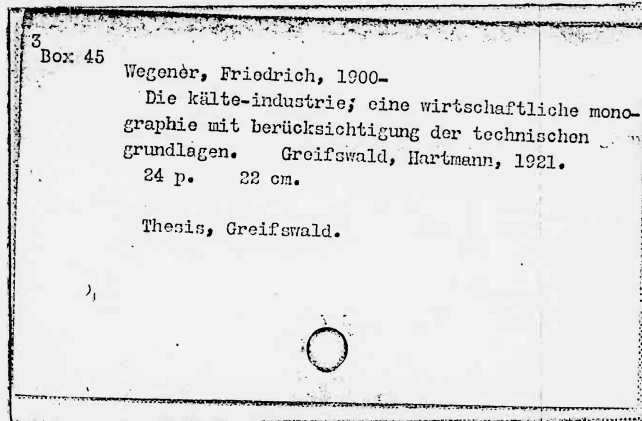 3
Box 45
Wegener, Friedrich, 1900-
Die kälte-industrie; eine wirtschaftliche mono-
graphie mit berücksichtigung der technischen
grundlagen. Greifswald, Hartmann, 1921.
24 p. 22 cm.
Thesis, Greifswald.